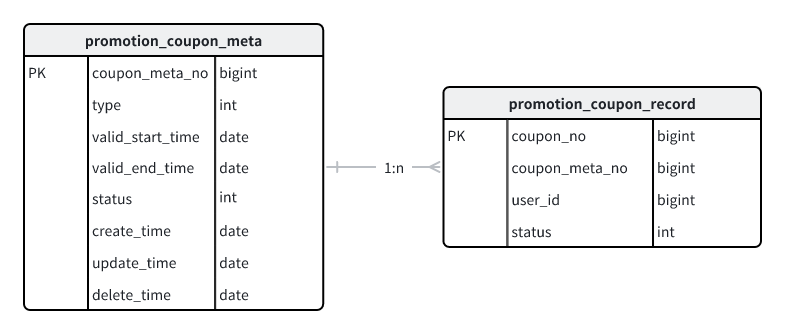 promotion_coupon_meta
PK coupon_meta_no bigint
type int
valid_start_time date
valid_end_time date
status int
create_time date
update_time date
delete_time date
1:n
promotion_coupon_record
PK coupon_no bigint
coupon_meta_no bigint
user_id bigint
status int